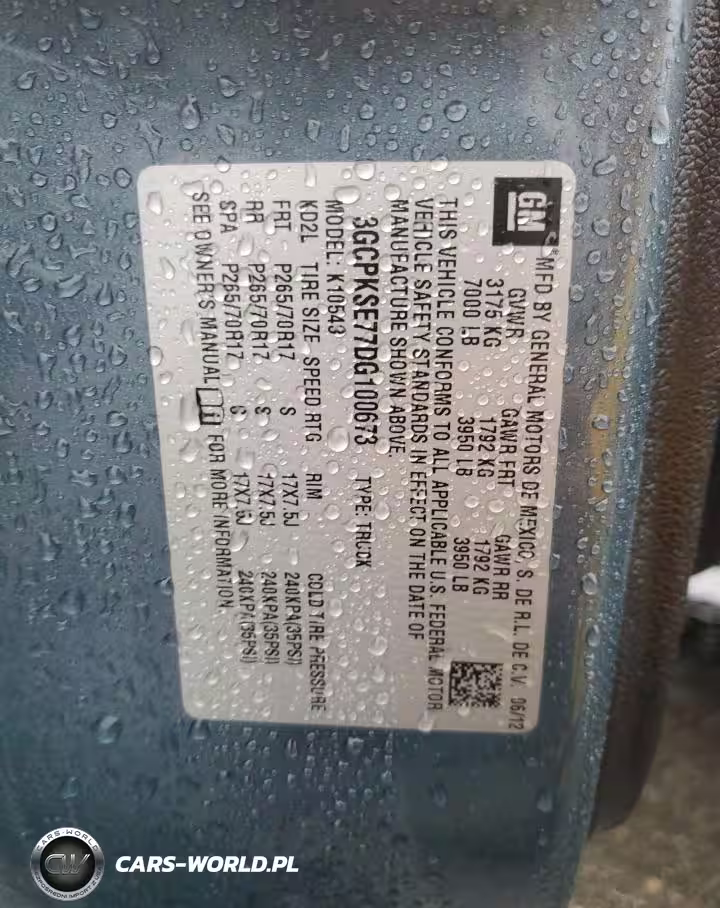 GM
MFD BY GENERAL MOTORS DE MEXICO, S. DE R.L. DE C.V. 06/12
GVWR GAWR FRT GAWR RR
3175 KG 1792 KG 1792 KG
7000 LB 3950 LB 3950 LB
THIS VEHICLE CONFORMS TO ALL APPLICABLE U.S. FEDERAL MOTOR
VEHICLE SAFETY STANDARDS IN EFFECT ON THE DATE OF
MANUFACTURE SHOWN ABOVE
3GCPKSE77DG100673 TYPE: TRUCK
MODEL: K10543
KD2L TIRE SIZE SPEED RTG RIM COLD TIRE PRESSURE
FRT P265/70R17 S 17X7.5J 240KPA(35PSI)
RR P265/70R17 S 17X7.5J 240KPA(35PSI)
SPA P265/70R17 S 17X7.5J 240KPA(35PSI)
SEE OWNER'S MANUAL FOR MORE INFORMATION
CARS-WORLD
CW
CARS-WORLD.PL